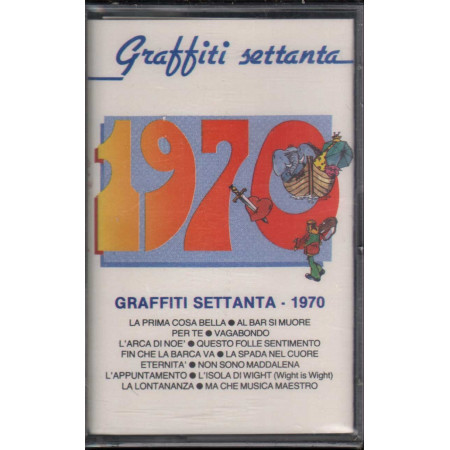 Graffiti settanta
1970
GRAFFITI SETTANTA - 1970
LA PRIMA COSA BELLA ● AL BAR SI MUORE
PER TE ● VAGABONDO
L'ARCA DI NOE' ● QUESTO FOLLE SENTIMENTO
FIN CHE LA BARCA VA ● LA SPADA NEL CUORE
ETERNITA' ● NON SONO MADDALENA
L'APPUNTAMENTO ● L'ISOLA DI WIGHT (Wight is Wight)
LA LONTANANZA ● MA CHE MUSICA MAESTRO